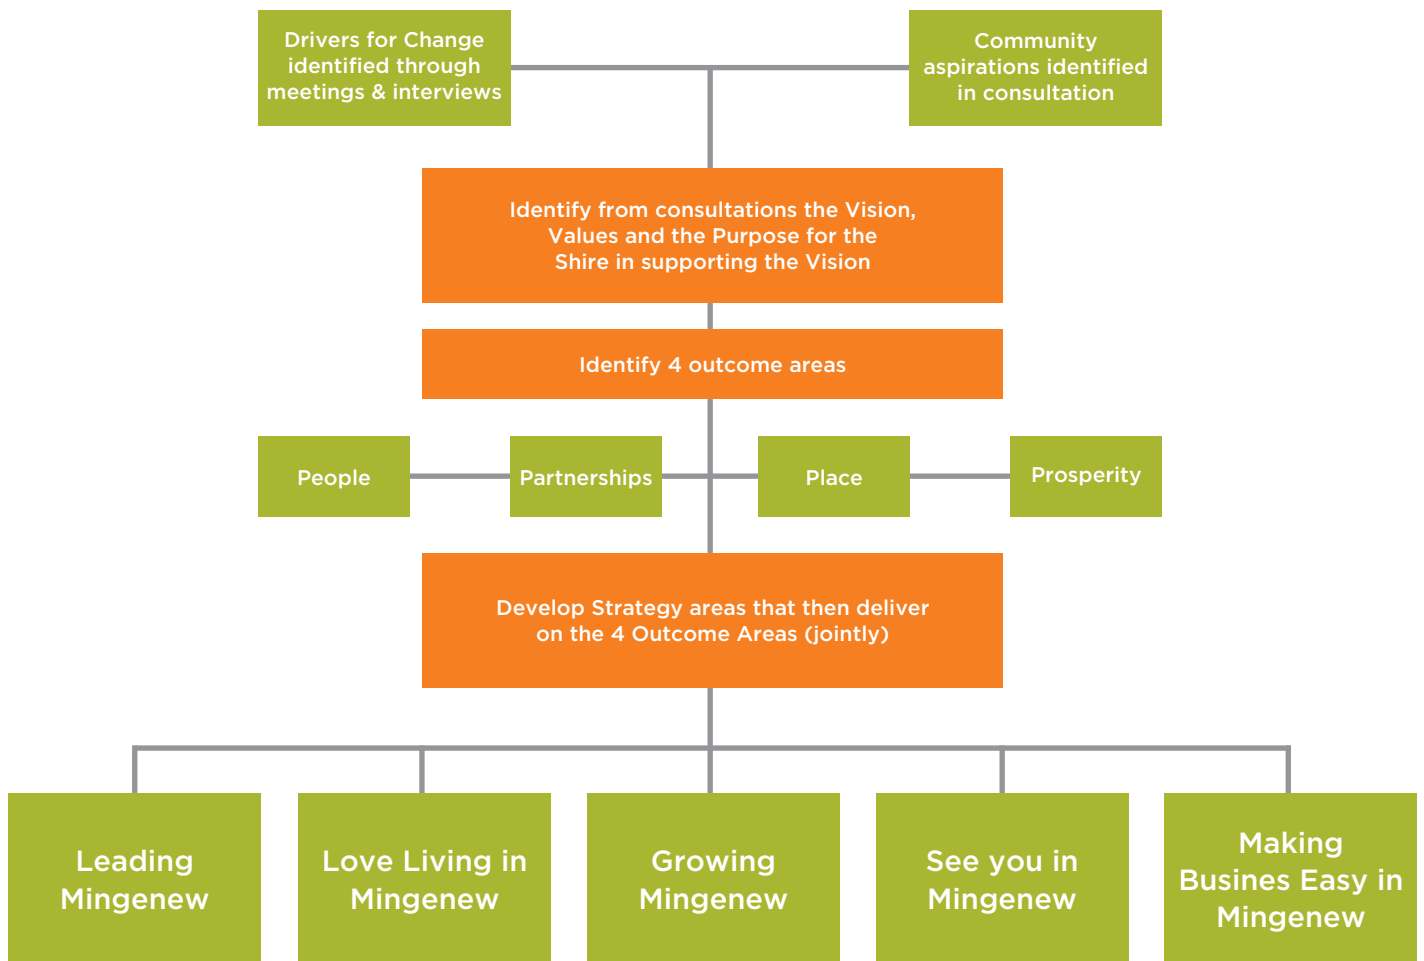 Drivers for Change
identified through
meetings & interviews
Community
aspirations identified
in consultation
Identify from consultations the Vision,
Values and the Purpose for the
Shire in supporting the Vision
Identify 4 outcome areas
People
Partnerships
Place
Prosperity
Develop Strategy areas that then deliver
on the 4 Outcome Areas (jointly)
Leading
Mingenew
Love Living in
Mingenew
Growing
Mingenew
See you in
Mingenew
Making
Busines Easy in
Mingenew